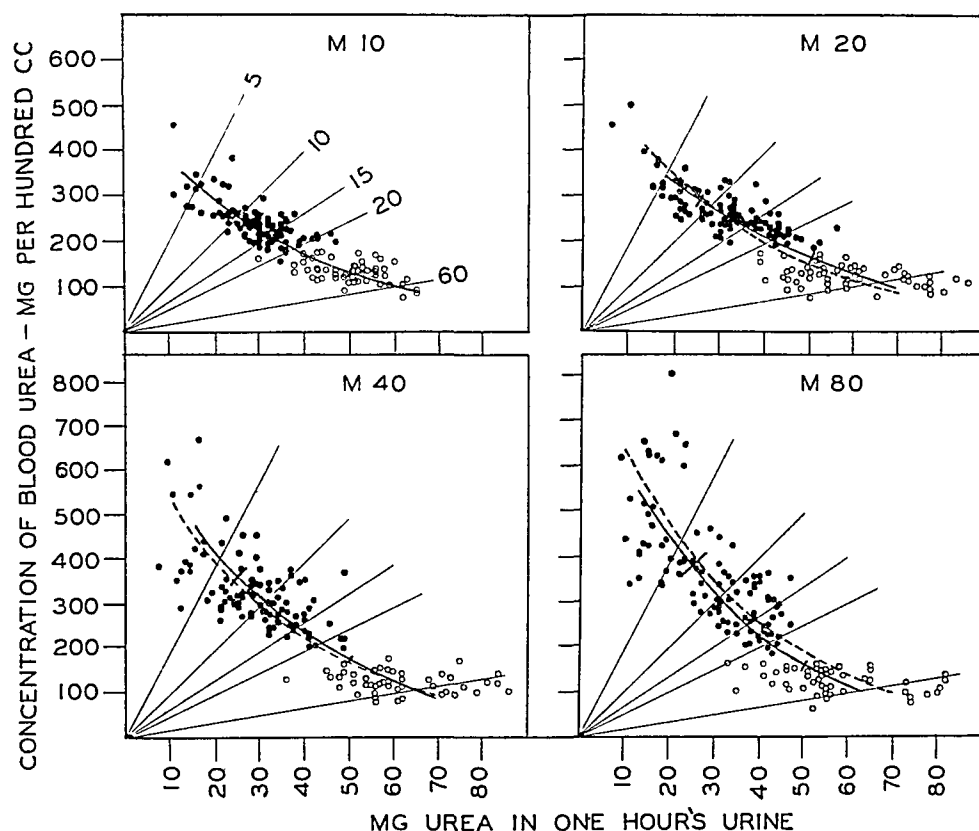 CONCENTRATION OF BLOOD UREA – MG PER HUNDRED CC
M 10
M 20
600
500
400
300
200
100
5
10
15
20
60
M 40
M 80
800
700
600
500
400
300
200
100
10 20 30 40 50 60 70 80
10 20 30 40 50 60 70 80
MG UREA IN ONE HOUR'S URINE